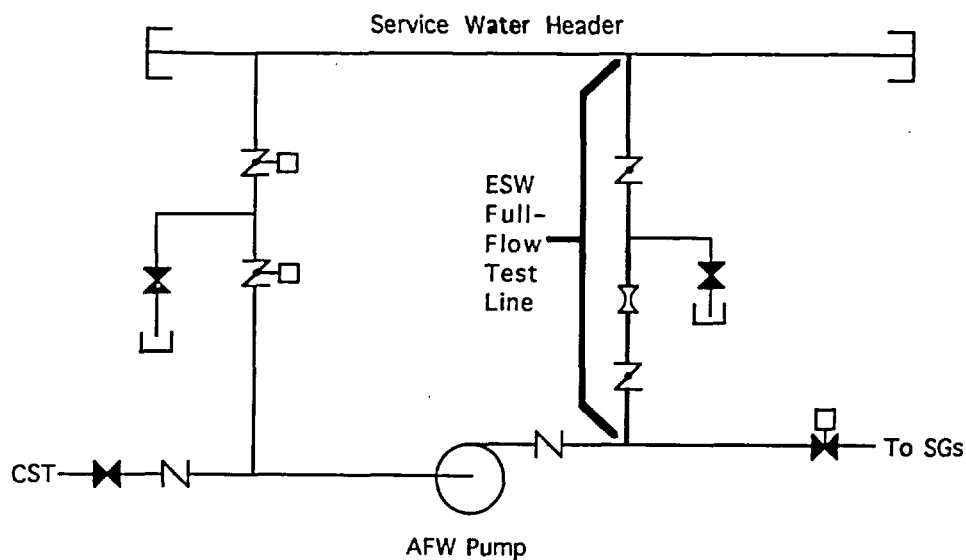 Service Water Header
ESW
Full-
Flow
Test
Line
CST
To SGs
AFW Pump